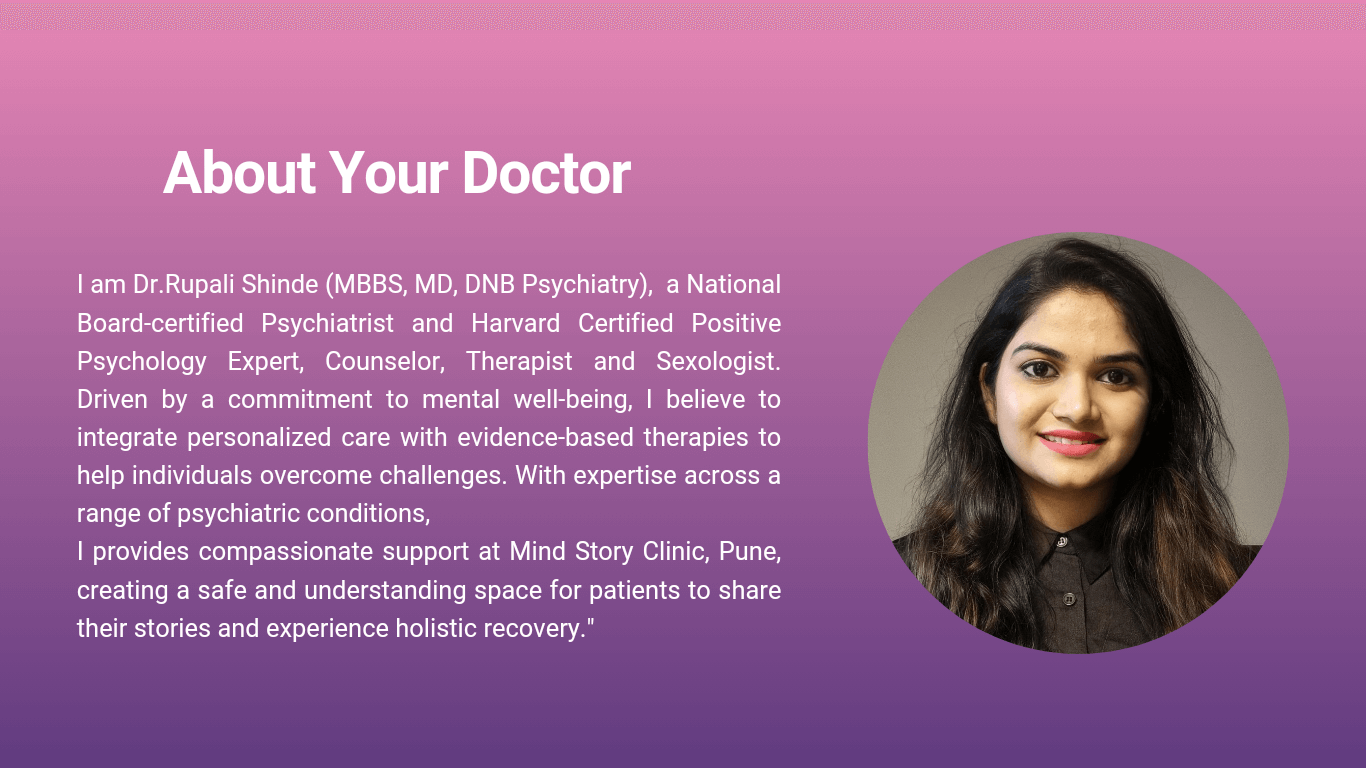 About Your Doctor
I am Dr.Rupali Shinde (MBBS, MD, DNB Psychiatry),  a National
Board-certified Psychiatrist and Harvard Certified Positive
Psychology Expert, Counselor, Therapist and Sexologist.
Driven by a commitment to mental well-being, I believe to
integrate personalized care with evidence-based therapies to
help individuals overcome challenges. With expertise across a
range of psychiatric conditions,
I provides compassionate support at Mind Story Clinic, Pune,
creating a safe and understanding space for patients to share
their stories and experience holistic recovery."